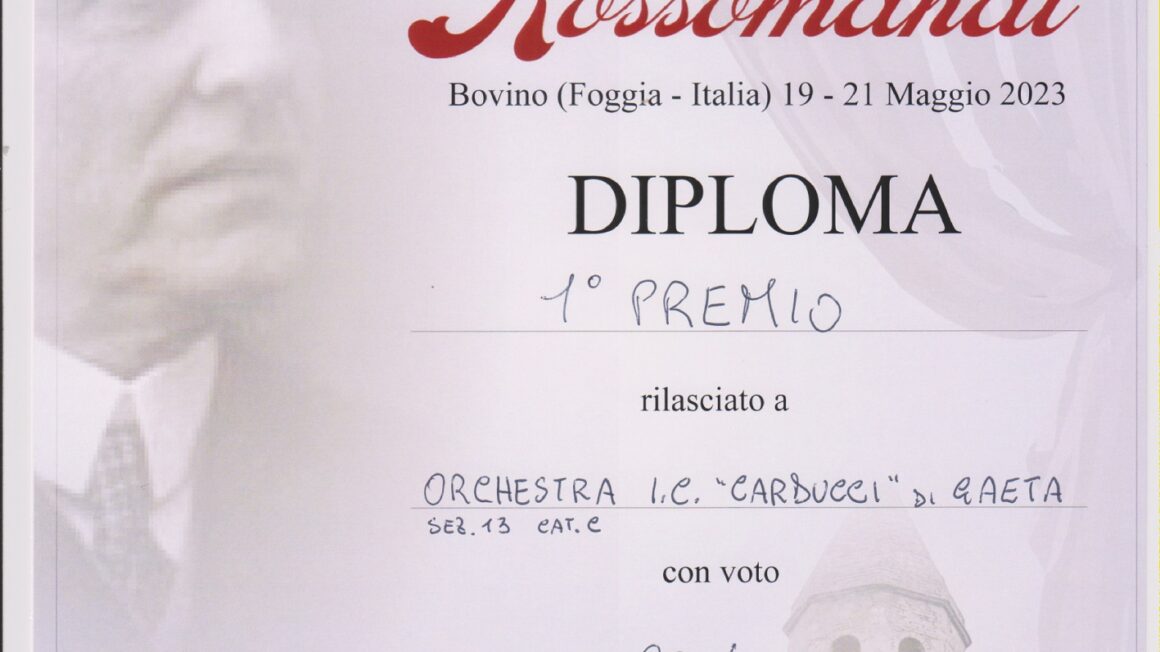 Rossomandi
Bovino (Foggia - Italia) 19 - 21 Maggio 2023
DIPLOMA
1° PREMIO
rilasciato a
ORCHESTRA I.C. "CARDUCCI" DI GAETA
SEZ. 13 CAT. C
con voto